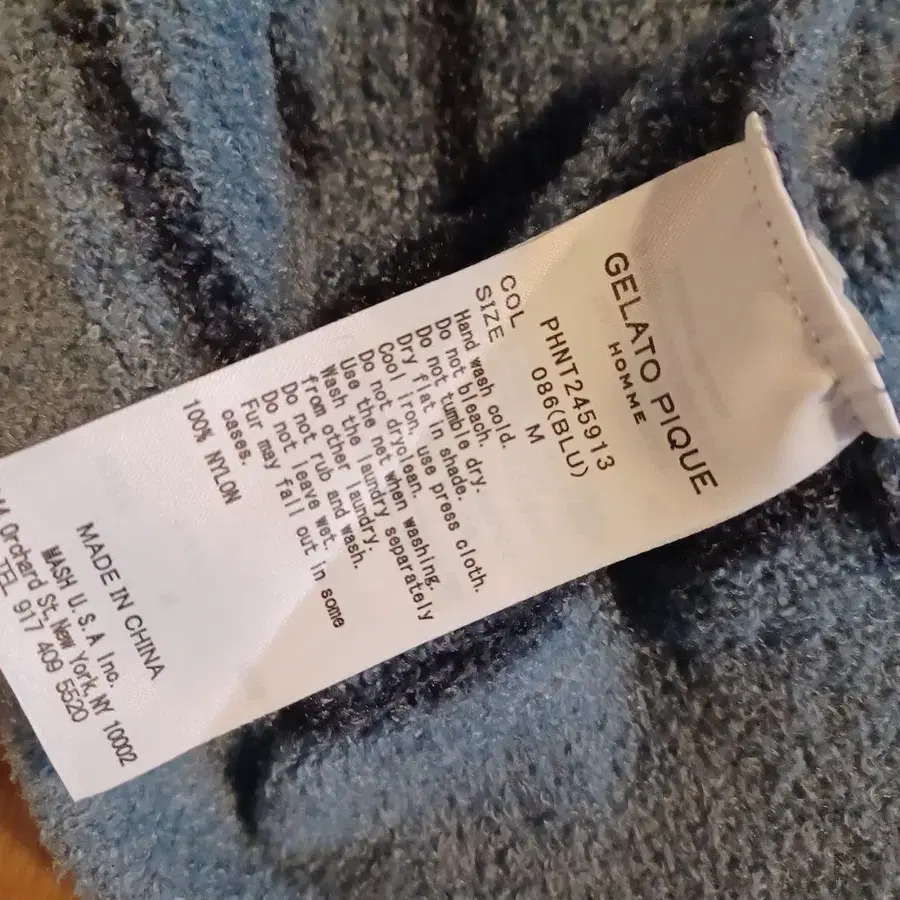 GELATO PIQUE
HOMME
PHNT245913
COL 086(BLU)
SIZE M
Hand wash cold.
Do not bleach.
Do not tumble dry.
Dry flat in shade.
Cool iron, use press cloth.
Do not dryclean.
Use the net when washing.
Wash the laundry separately
from other laundry.
Do not rub and wash.
Do not leave wet.
Fur may fall out in some
cases.
100% NYLON
MADE IN CHINA
MASH U.S.A Inc.
Orchard St, New York, NY 10002
TEL 917 409 5520